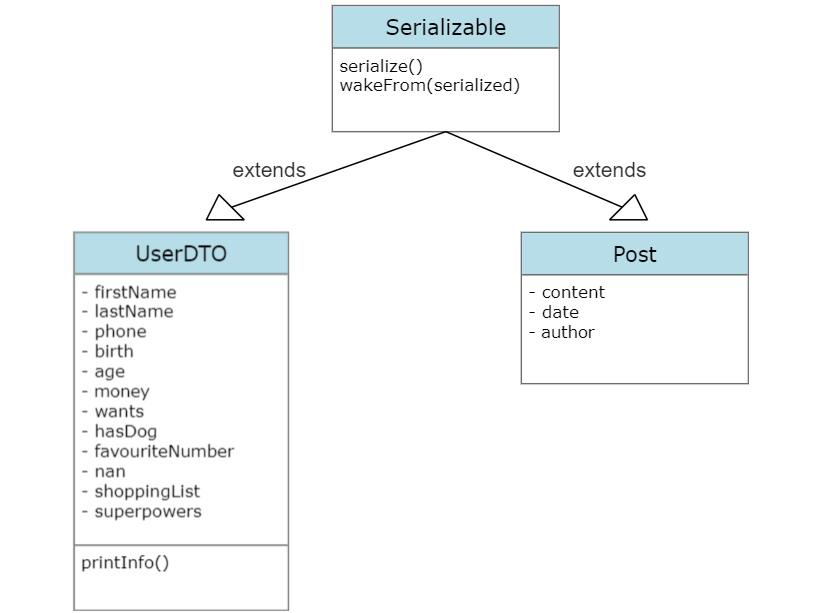 Serializable
serialize()
wakeFrom(serialized)
extends
extends
UserDTO
- firstName
- lastName
- phone
- birth
- age
- money
- wants
- hasDog
- favouriteNumber
- nan
- shoppingList
- superpowers
printInfo()
Post
- content
- date
- author